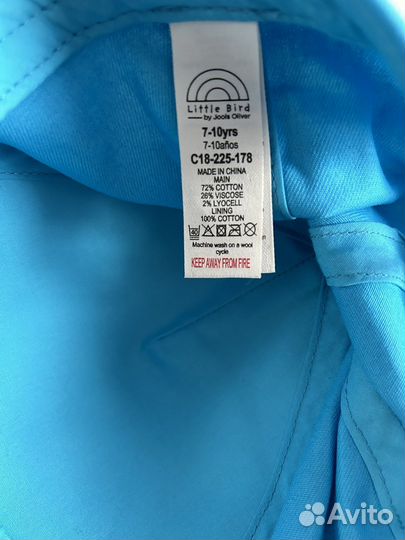 Little Bird
by Jools Oliver
7-10yrs
7-10años
C18-225-178
MADE IN CHINA
MAIN
72% COTTON
26% VISCOSE
2% LYOCELL
LINING
100% COTTON
40
Machine wash on a wool
cycle
KEEP AWAY FROM FIRE
Avito